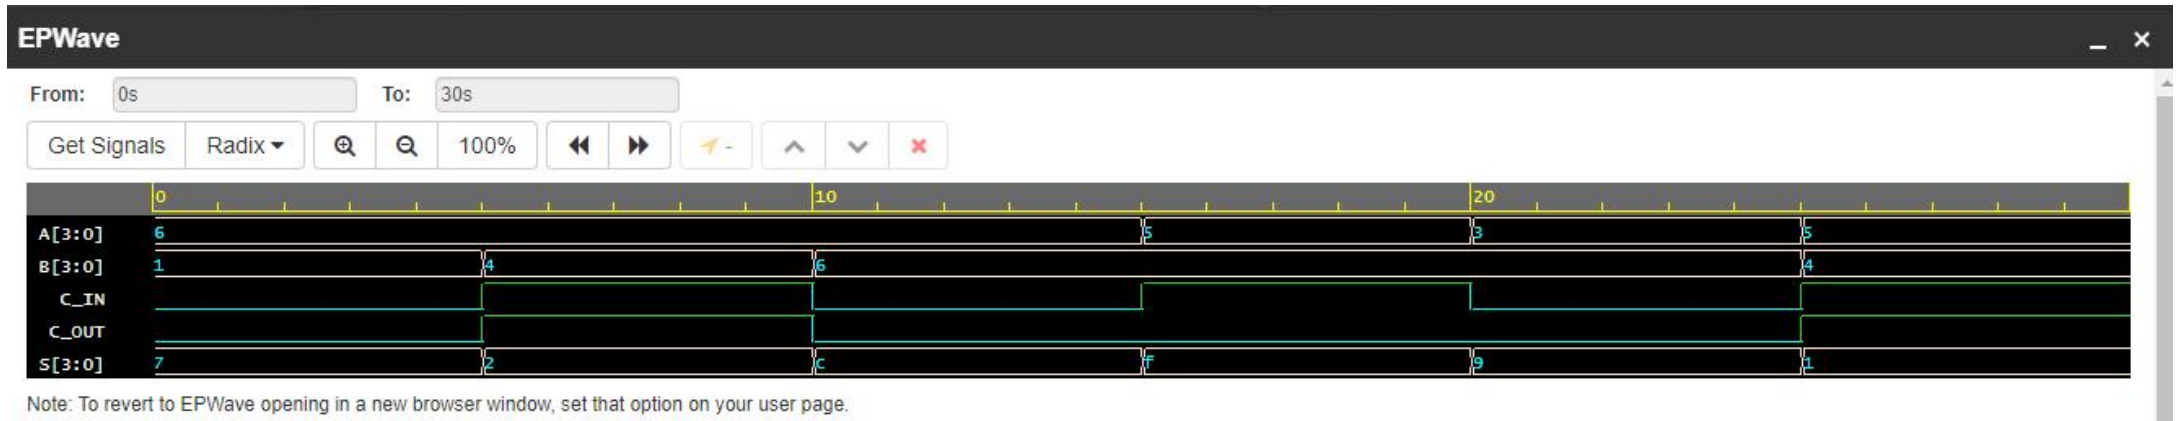 EPWave
From: 0s To: 30s
Get Signals Radix 100% -
0 10 20
A[3:0] 6 5 3 5
B[3:0] 1 4 6 4
C_IN
C_OUT
S[3:0] 7 2 c f 9 1
Note: To revert to EPWave opening in a new browser window, set that option on your user page.